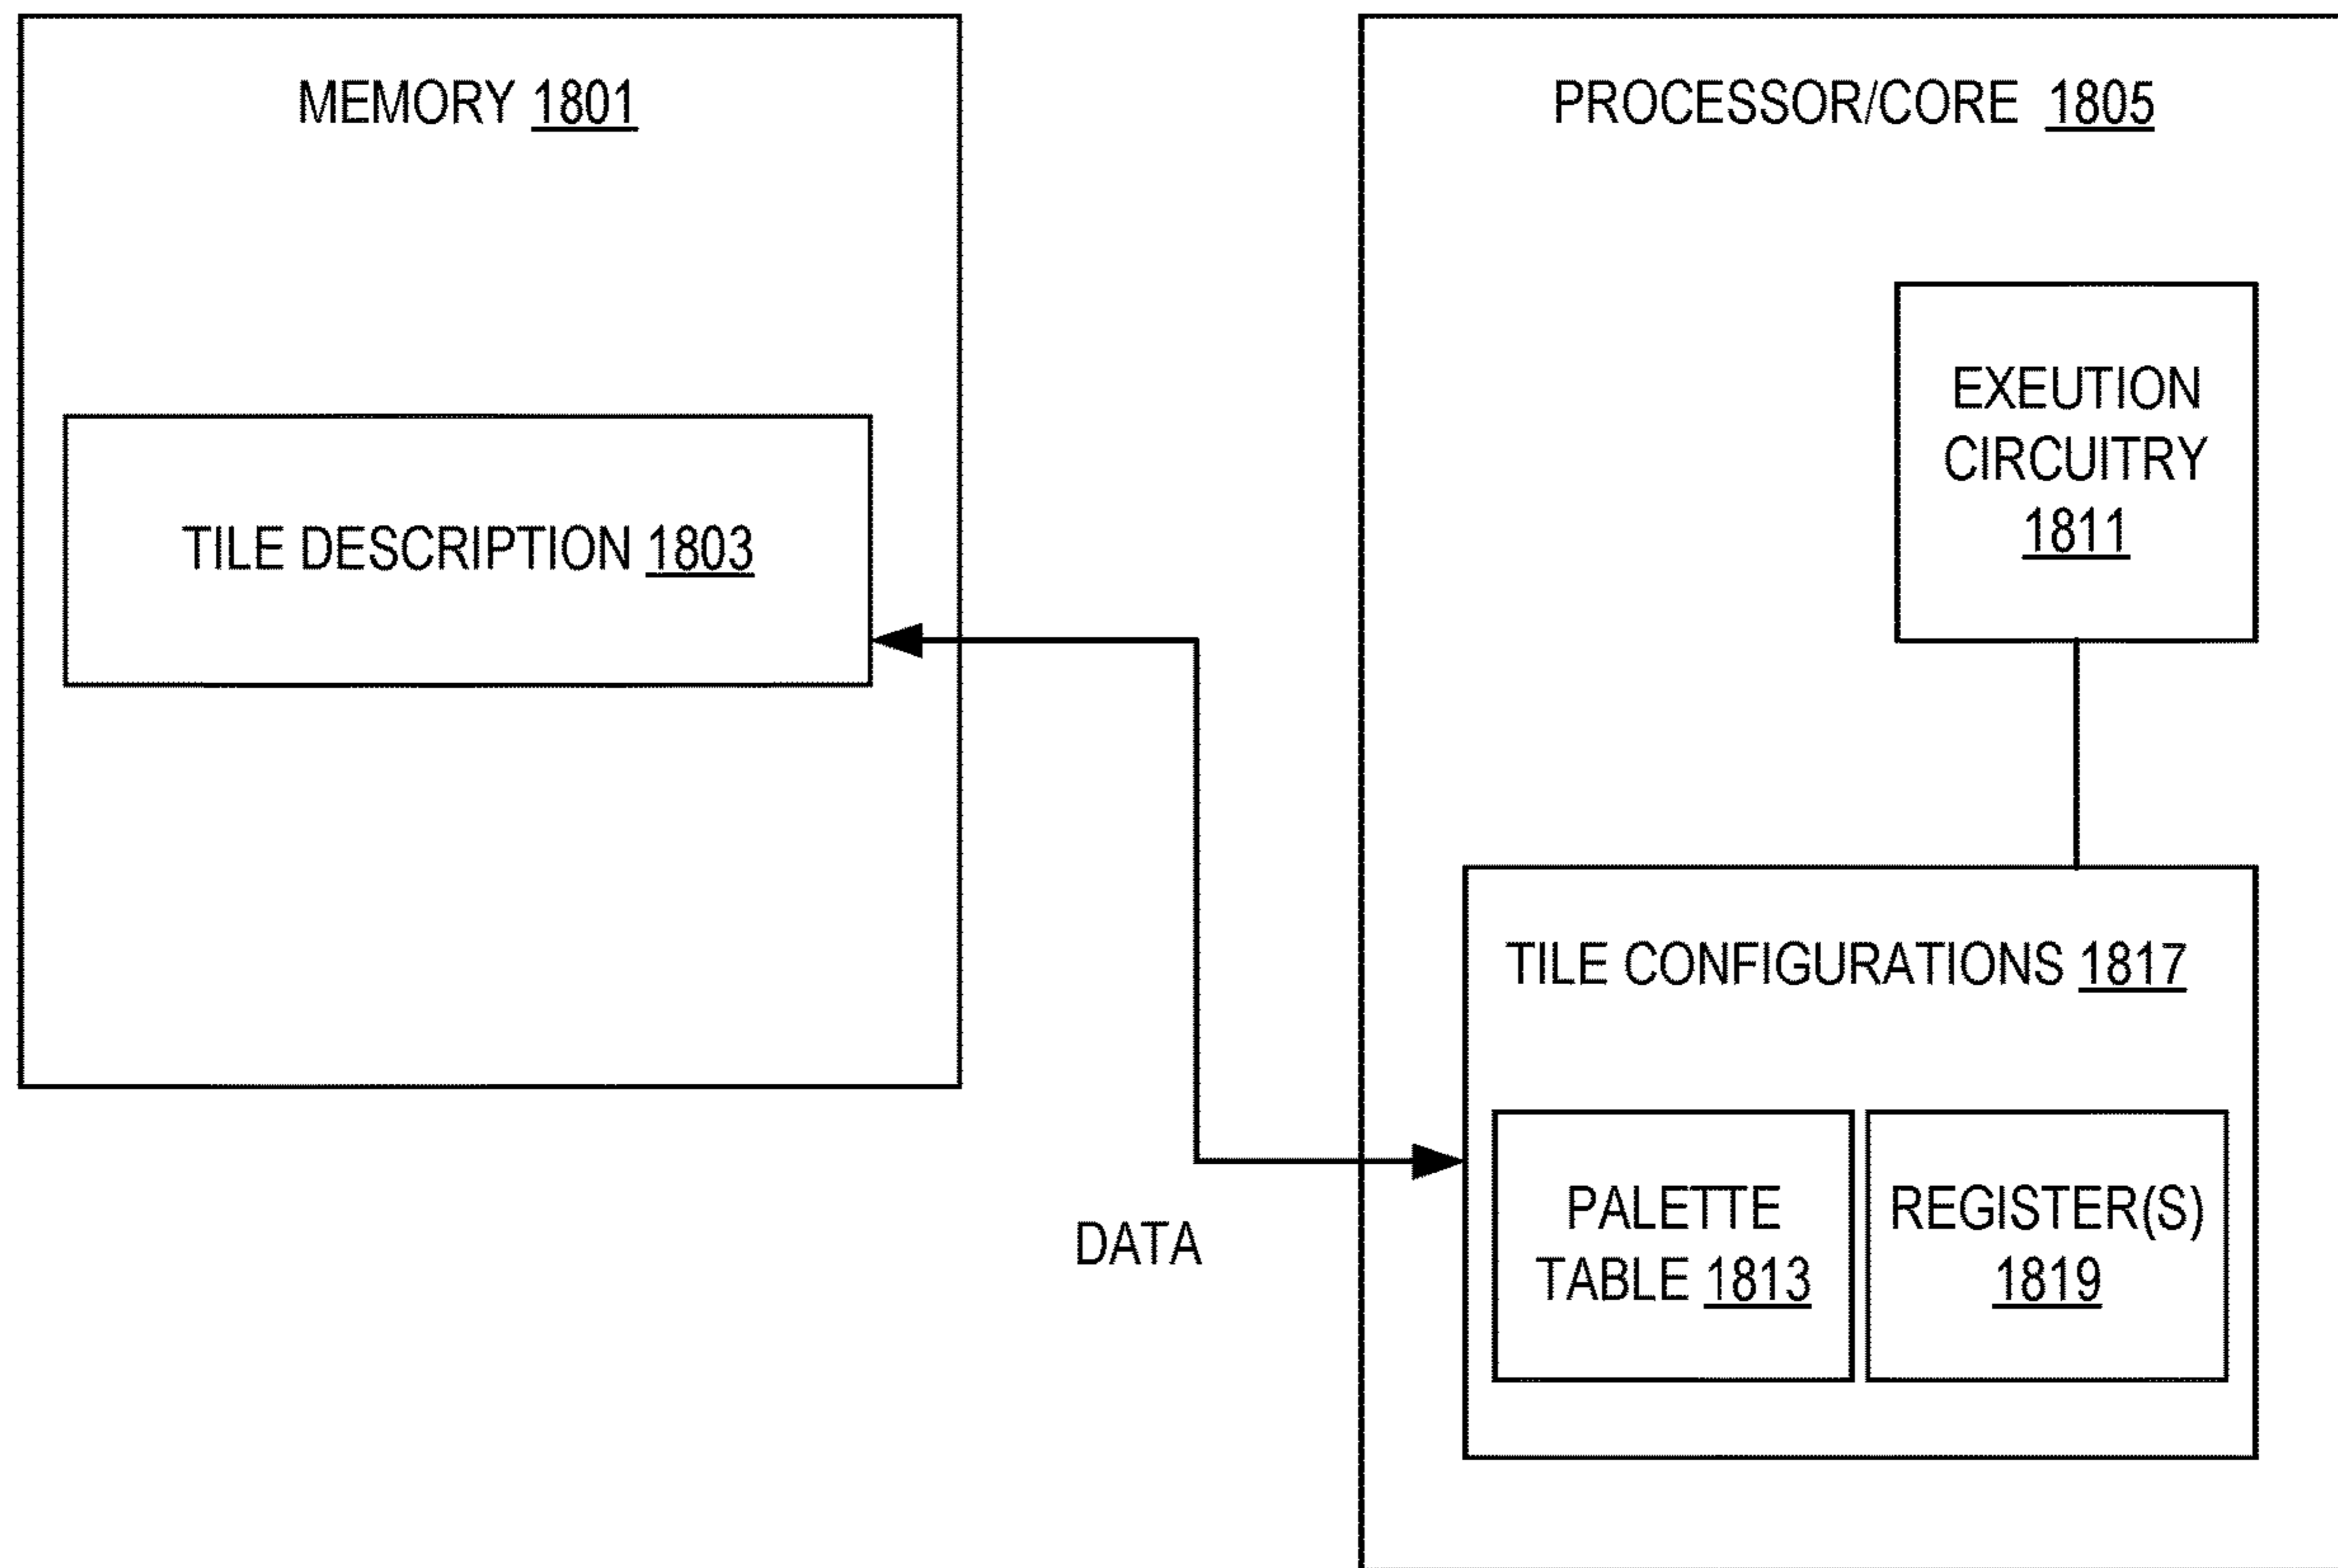 MEMORY 1801
TILE DESCRIPTION 1803
DATA
PROCESSOR/CORE 1805
EXEUTION
CIRCUITRY
1811
TILE CONFIGURATIONS 1817
PALETTE
TABLE 1813
REGISTER(S)
1819